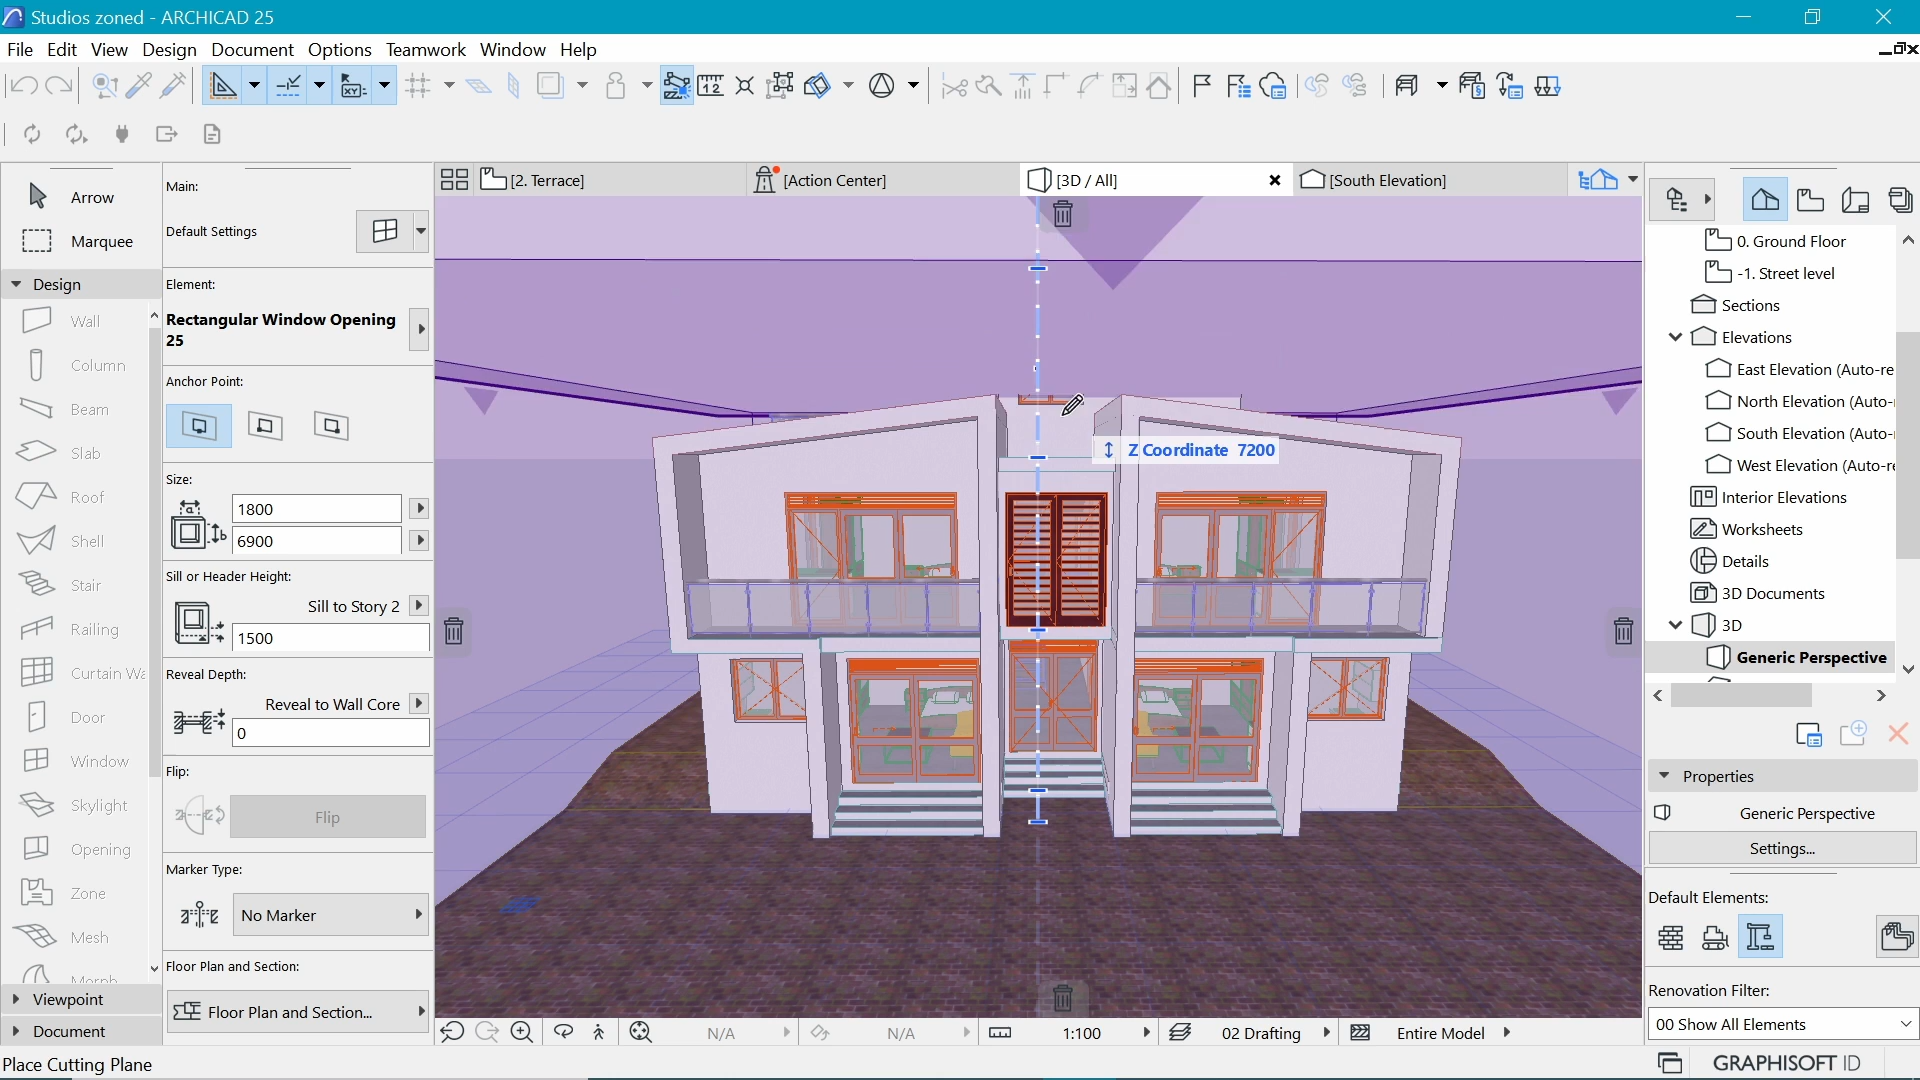 Studios zoned - ARCHICAD 25
File Edit View Design Document Options Teamwork Window Help
[2. Terrace]
[Action Center]
[3D / All]
[South Elevation]
Arrow
Marquee
Design
Wall
Column
Beam
Slab
Roof
Shell
Stair
Railing
Curtain Wa
Door
Window
Skylight
Opening
Zone
Mesh
Morph
Viewpoint
Document
Main:
Default Settings
Element:
Rectangular Window Opening
25
Anchor Point:
Size:
1800
6900
Sill or Header Height:
Sill to Story 2
1500
Reveal Depth:
Reveal to Wall Core
0
Flip:
Flip
Marker Type:
No Marker
Floor Plan and Section:
Floor Plan and Section...
Z Coordinate 7200
0. Ground Floor
-1. Street level
Sections
Elevations
East Elevation (Auto-re
North Elevation (Auto-
South Elevation (Auto-
West Elevation (Auto-re
Interior Elevations
Worksheets
Details
3D Documents
3D
Generic Perspective
Properties
Generic Perspective
Settings...
Default Elements:
Renovation Filter:
00 Show All Elements
N/A
N/A
1:100
02 Drafting
Entire Model
Place Cutting Plane
GRAPHISOFT ID